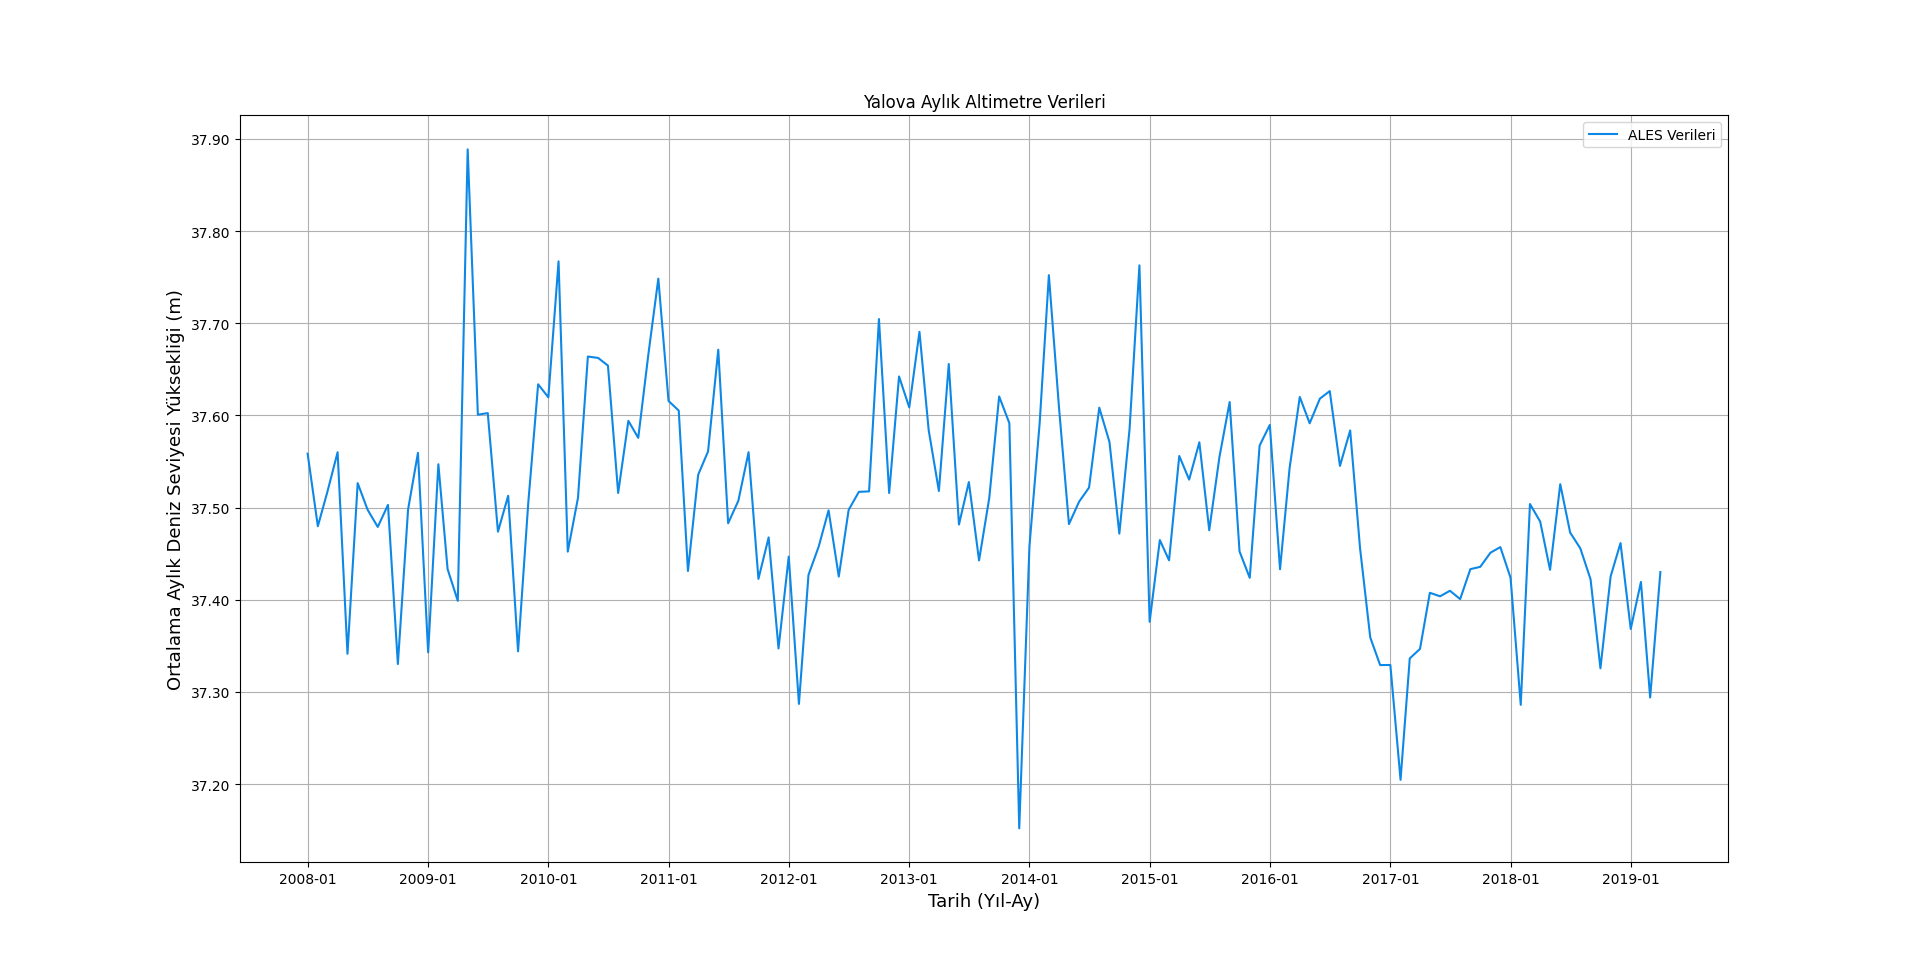 Yalova Aylık Altimetre Verileri
ALES Verileri
Ortalama Aylık Deniz Seviyesi Yüksekliği (m)
37.90
37.80
37.70
37.60
37.50
37.40
37.30
37.20
2008-01 2009-01 2010-01 2011-01 2012-01 2013-01 2014-01 2015-01 2016-01 2017-01 2018-01 2019-01
Tarih (Yıl-Ay)